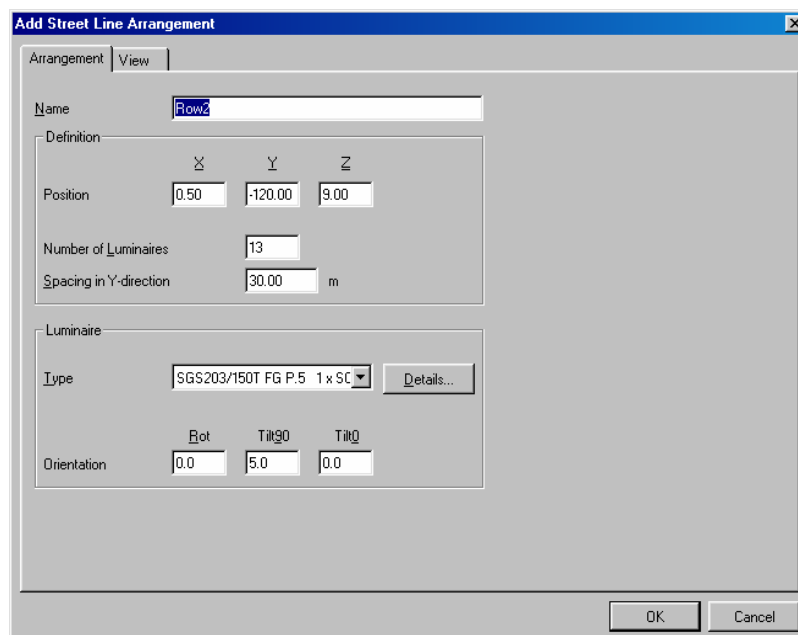 Add Street Line Arrangement
Arrangement View
Name Row2
Definition
X Y Z
Position 0.50 -120.00 9.00
Number of Luminaires 13
Spacing in Y-direction 30.00 m
Luminaire
Type SGS203/150T FG P.5 1 x SC Details...
Rot Tilt90 Tilt0
Orientation 0.0 5.0 0.0
OK Cancel